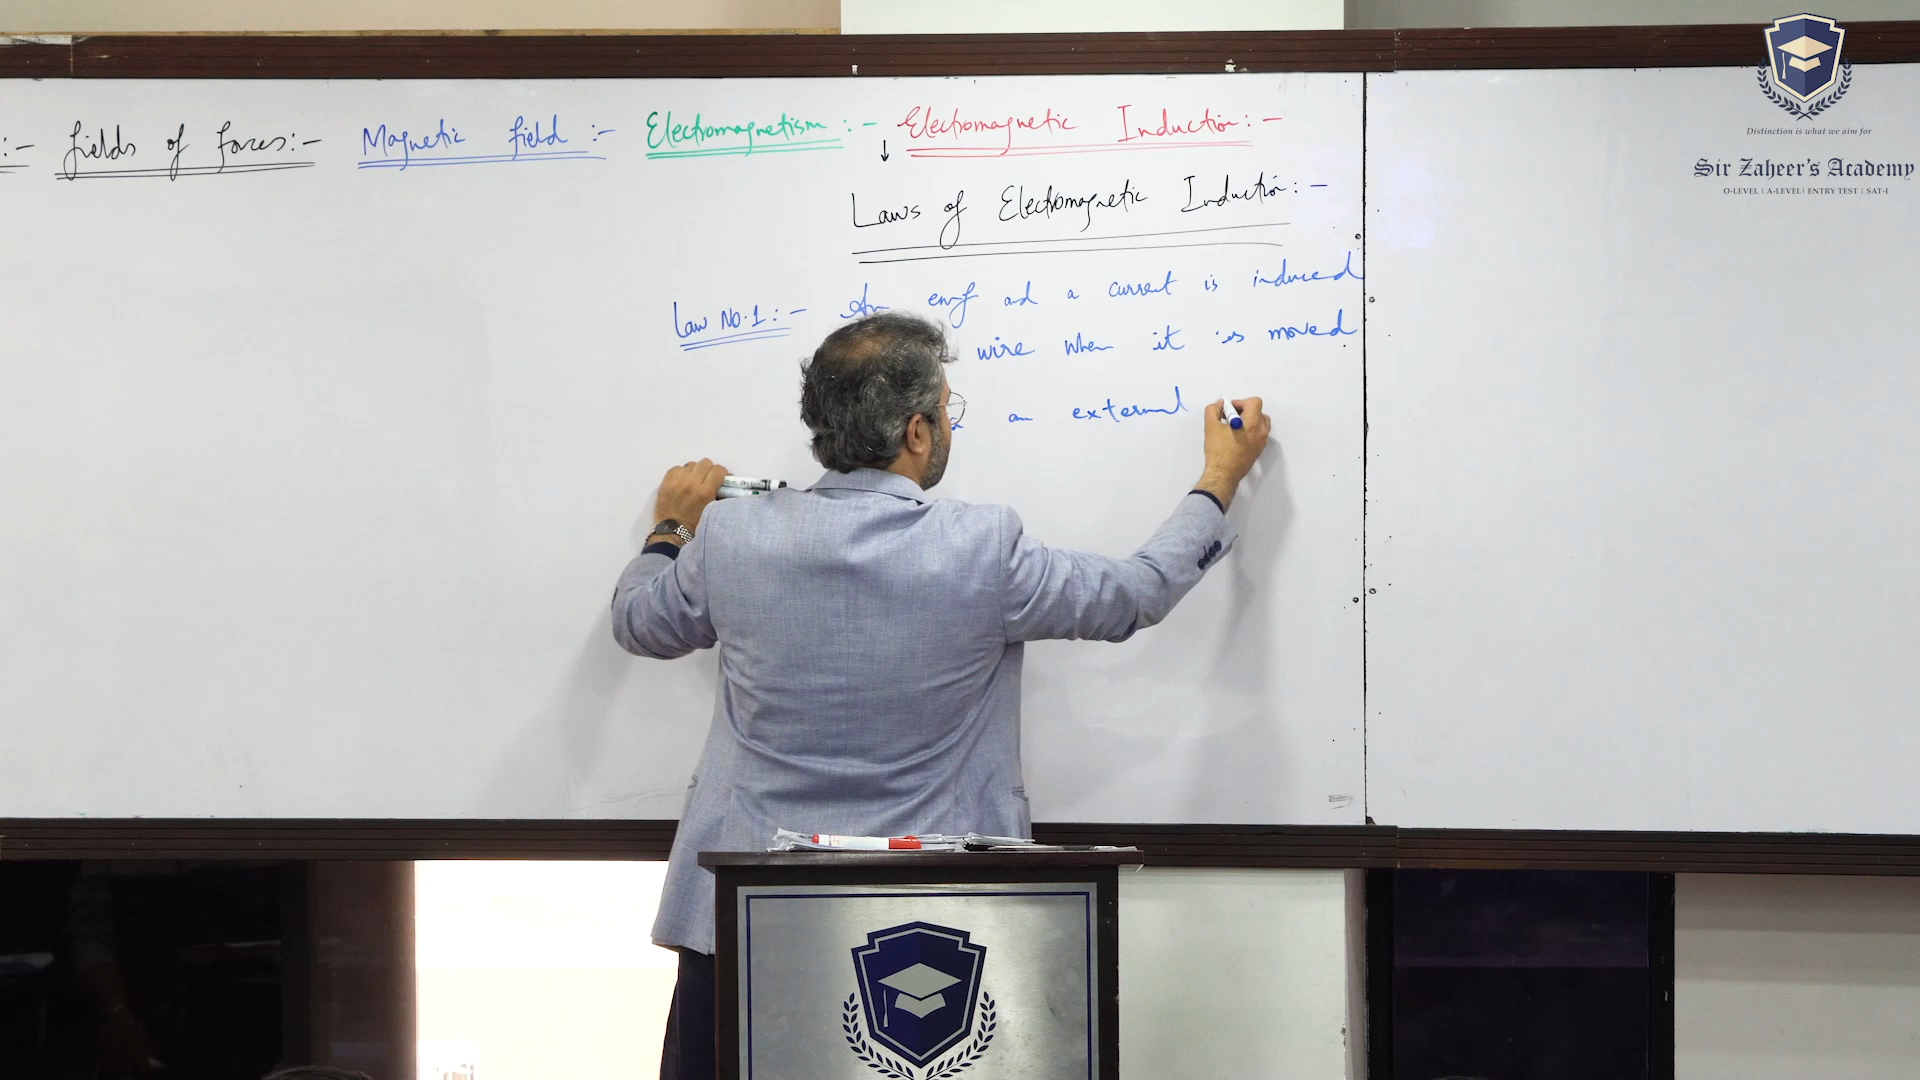 :- fields of forces:- Magnetic field :- Electromagnetism :- Electromagnetic Induction:-
↓
Laws of Electromagnetic Induction:-
Law No.1:- An emf and a current is induced
wire when it is moved
an external
Distinction is what we aim for
Sir Zaheer's Academy
O-LEVEL | A-LEVEL | ENTRY TEST | SAT-I